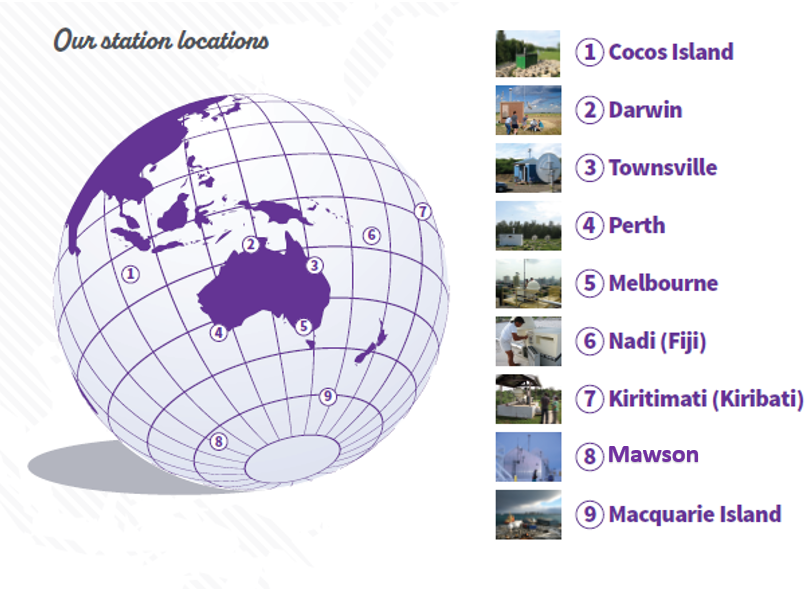 Our station locations
1 Cocos Island
2 Darwin
3 Townsville
4 Perth
5 Melbourne
6 Nadi (Fiji)
7 Kiritimati (Kiribati)
8 Mawson
9 Macquarie Island
7
6
2
3
1
5
4
9
8